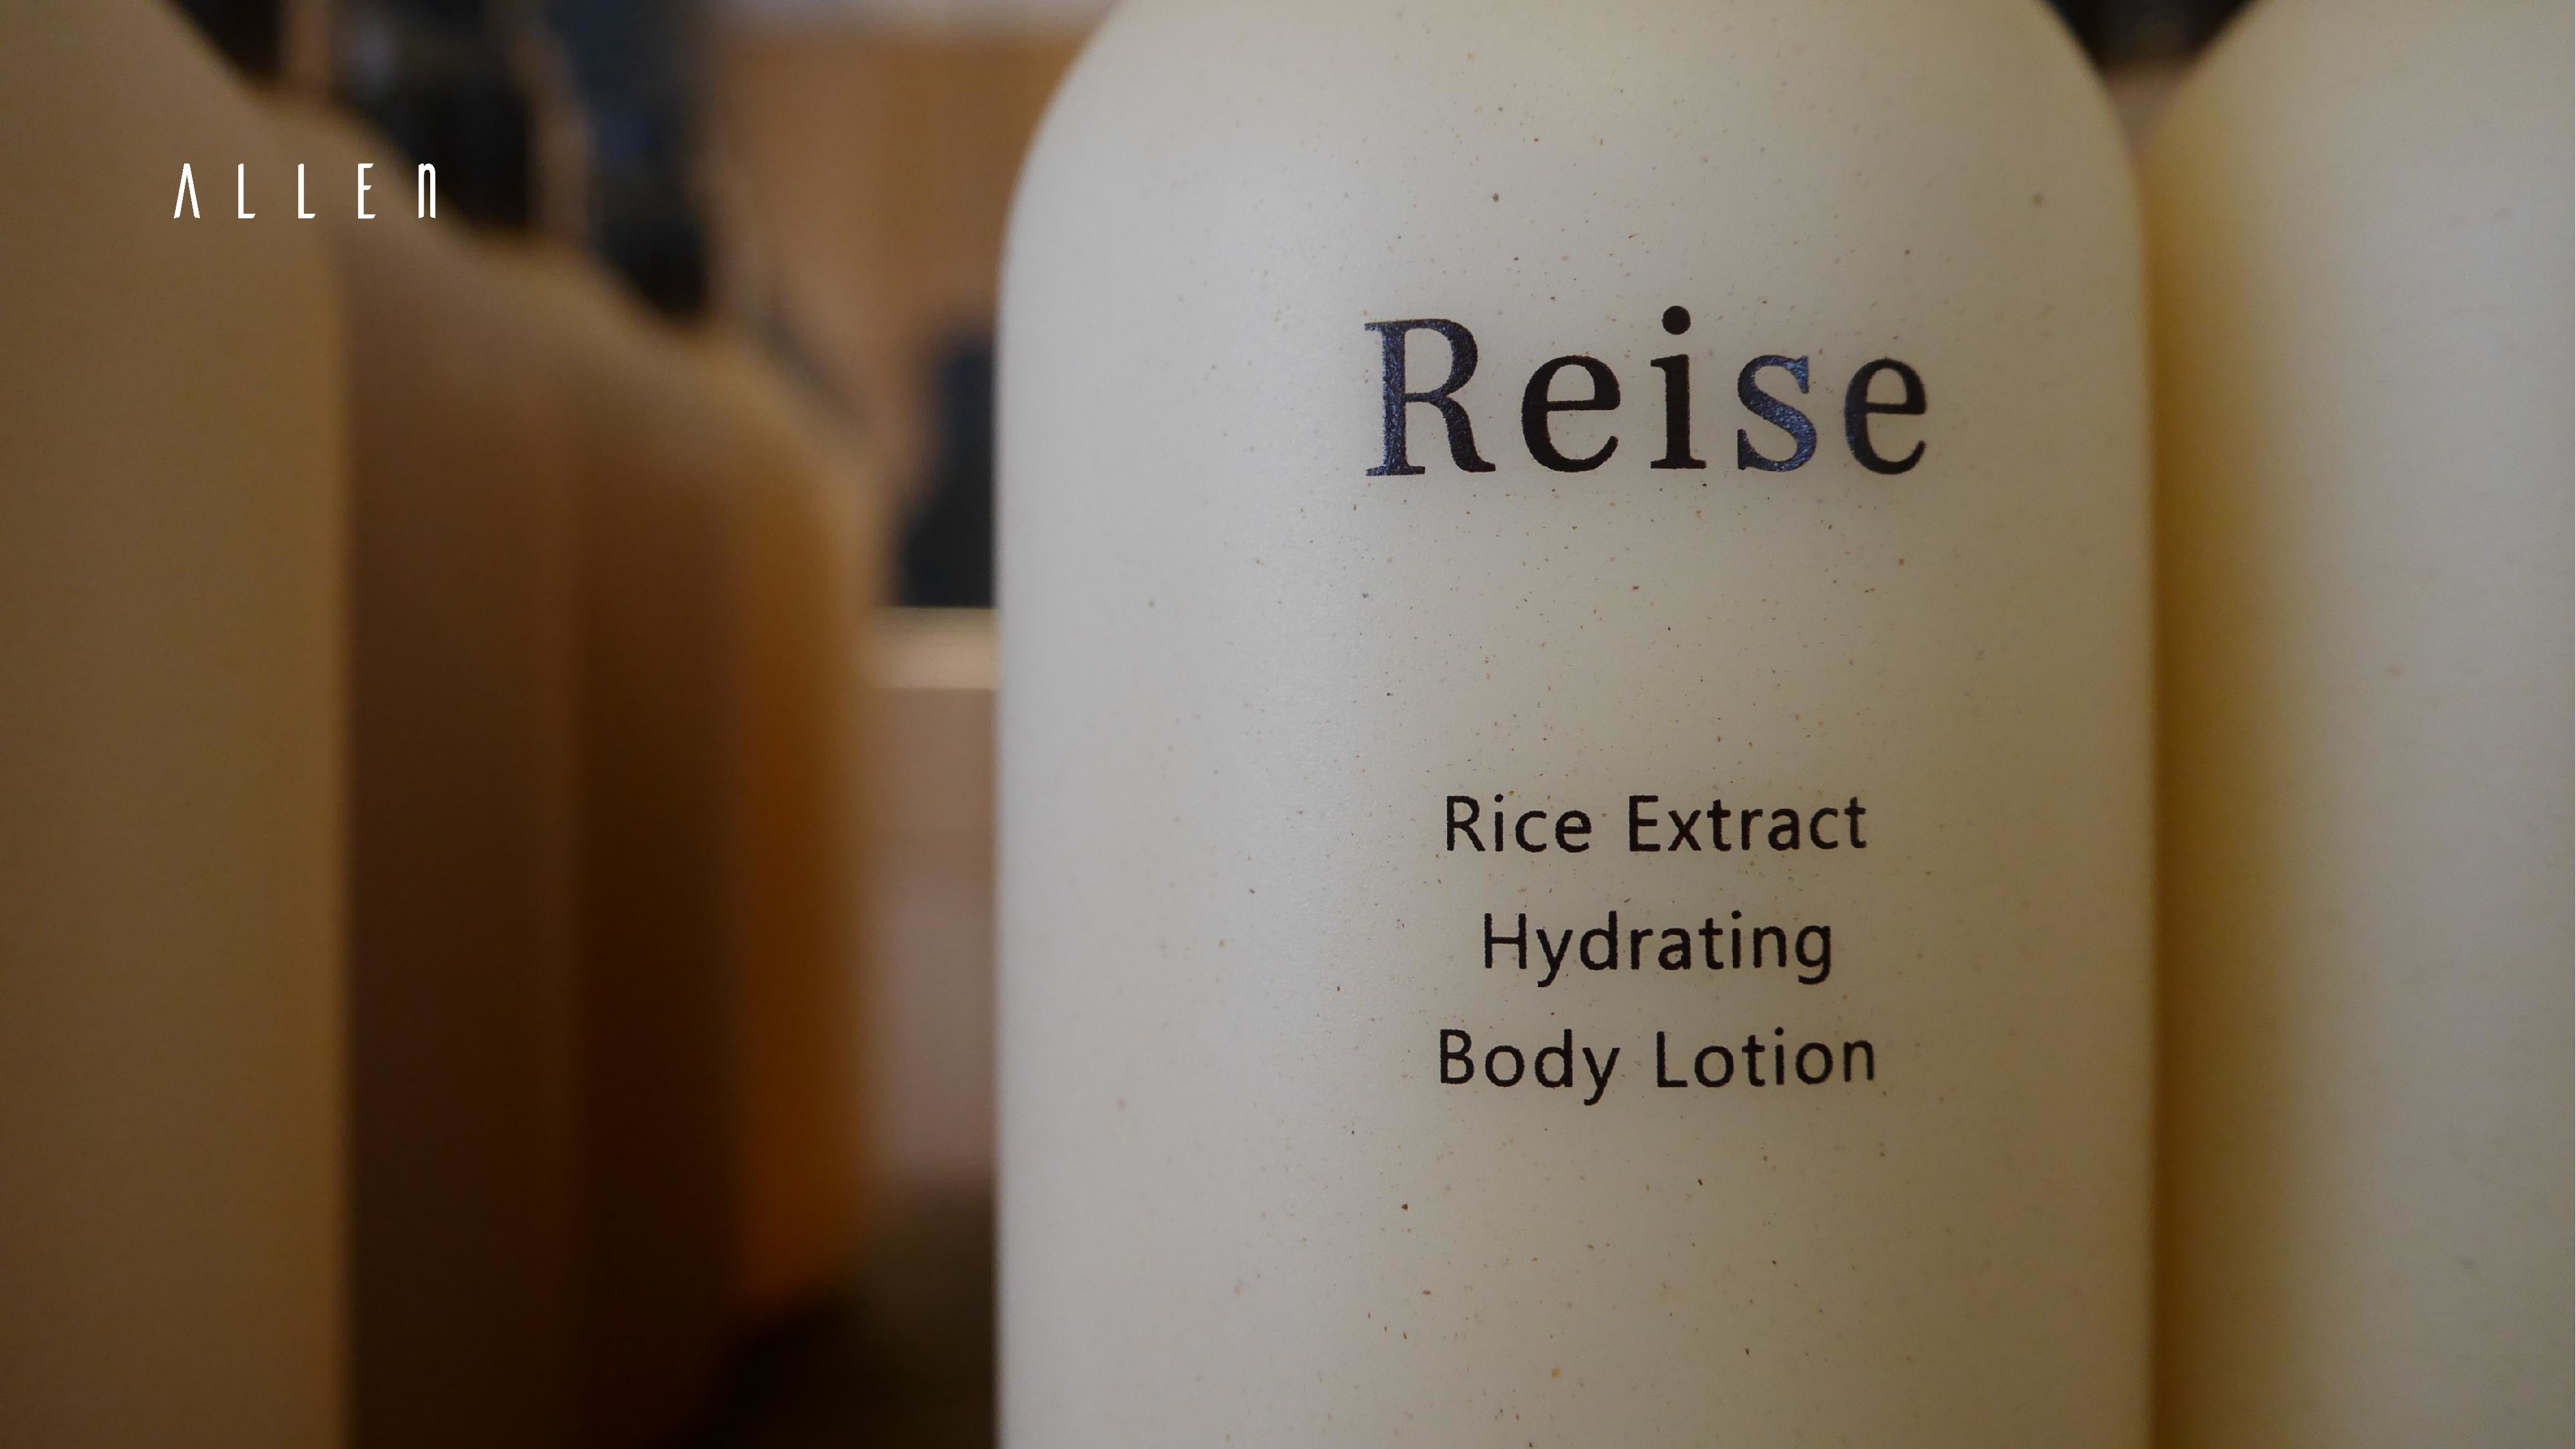 ALLEn
Reise
Rice Extract
Hydrating
Body Lotion